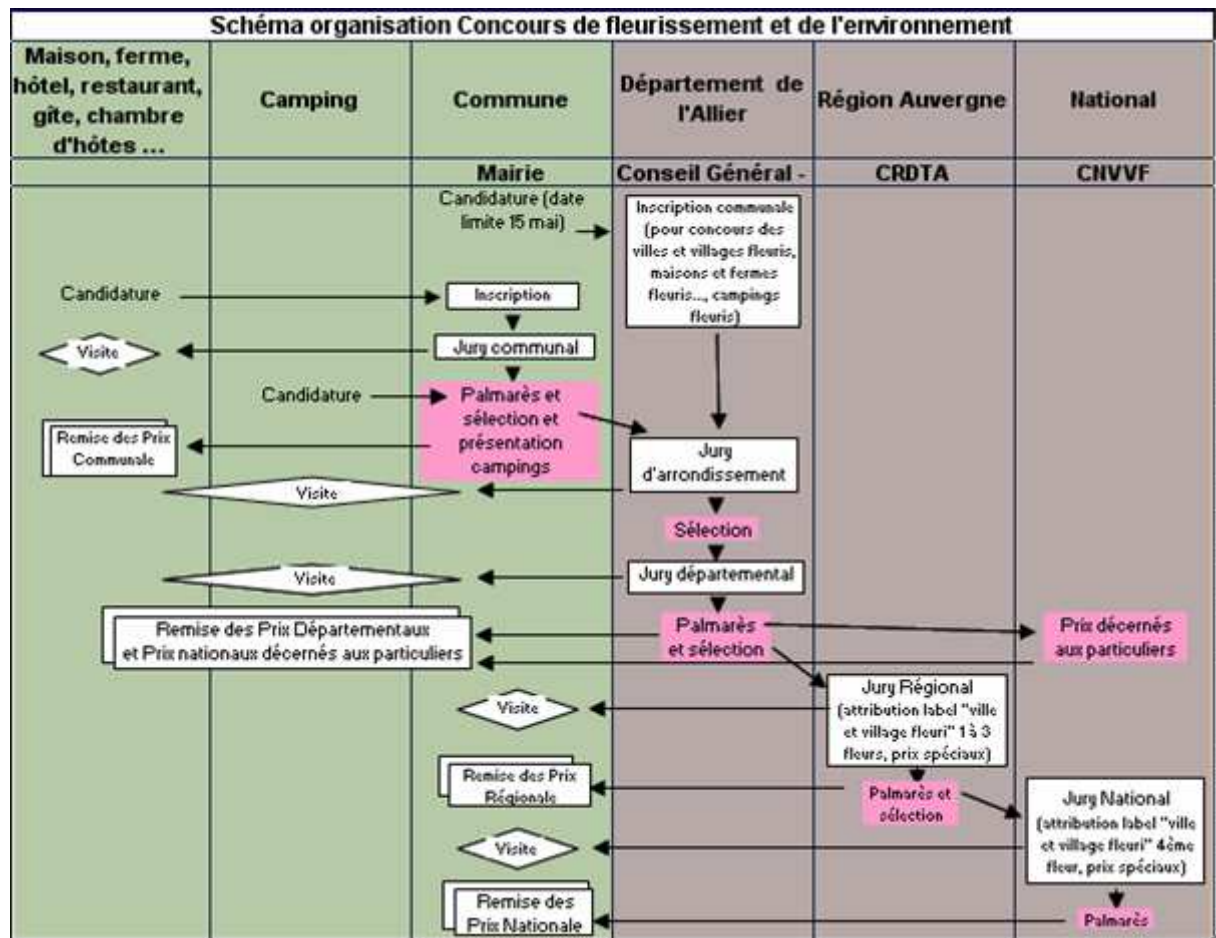 Schéma organisation Concours de fleurissement et de l'environnement
Maison, ferme,
hôtel, restaurant,
gîte, chambre
d'hôtes ...
Camping
Commune
Département de
l'Allier
Région Auvergne
National
Mairie
Conseil Général -
CRDTA
CNVVF
Candidature (date
limite 15 mai)
Inscription communale
(pour concours des
villes et villages fleuris,
maisons et fermes
fleuris..., campings
fleuris)
Candidature
Inscription
Visite
Jury communal
Candidature
Palmarès et
sélection et
présentation
campings
Remise des Prix
Communale
Jury
d'arrondissement
Visite
Sélection
Visite
Jury départemental
Remise des Prix Départementaux
et Prix nationaux décernés aux particuliers
Palmarès
et sélection
Prix décernés
aux particuliers
Visite
Jury Régional
(attribution label "ville
et village fleuri" 1 à 3
fleurs, prix spéciaux)
Remise des Prix
Régionale
Palmarès et
sélection
Jury National
(attribution label "ville
et village fleuri" 4ème
fleur, prix spéciaux)
Visite
Remise des
Prix Nationale
Palmarès